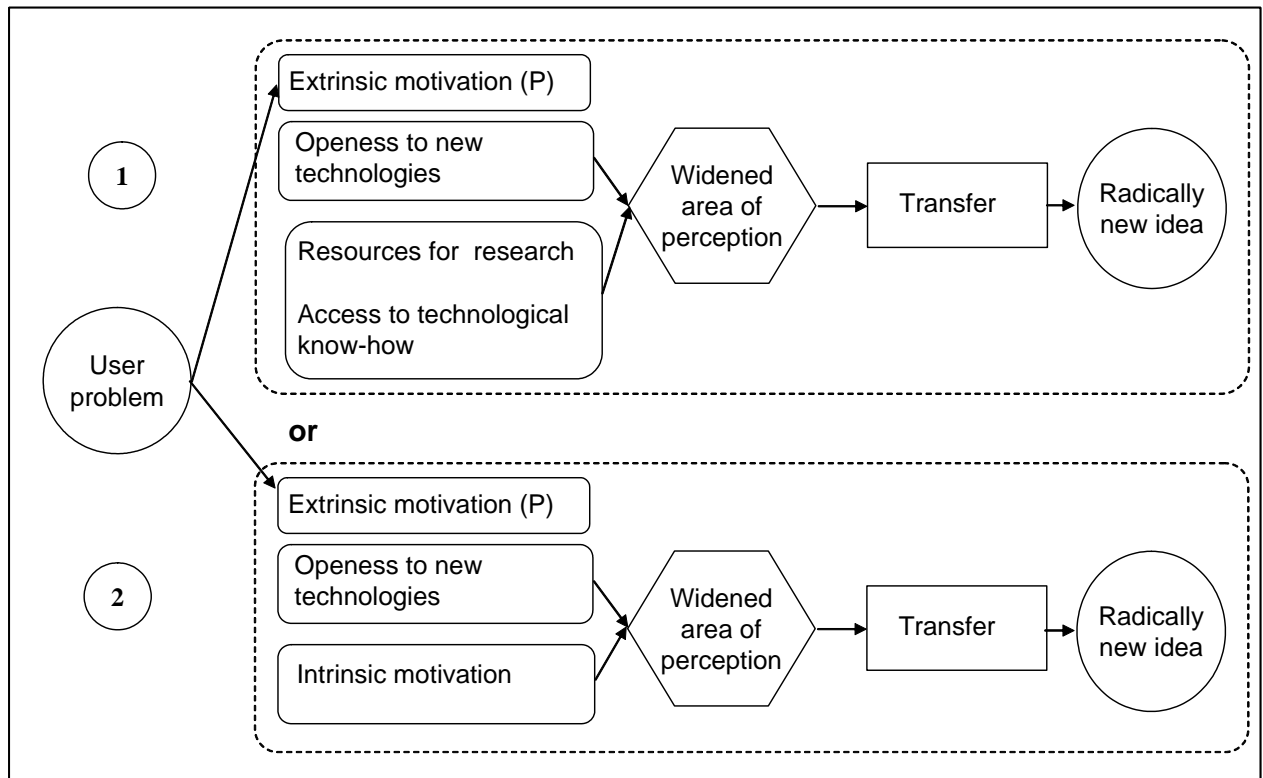 Extrinsic motivation (P)
1
Openess to new
technologies
Widened
area of
perception
Transfer
Radically
new idea
Resources for research
Access to technological
know-how
User
problem
or
Extrinsic motivation (P)
2
Openess to new
technologies
Widened
area of
perception
Transfer
Radically
new idea
Intrinsic motivation